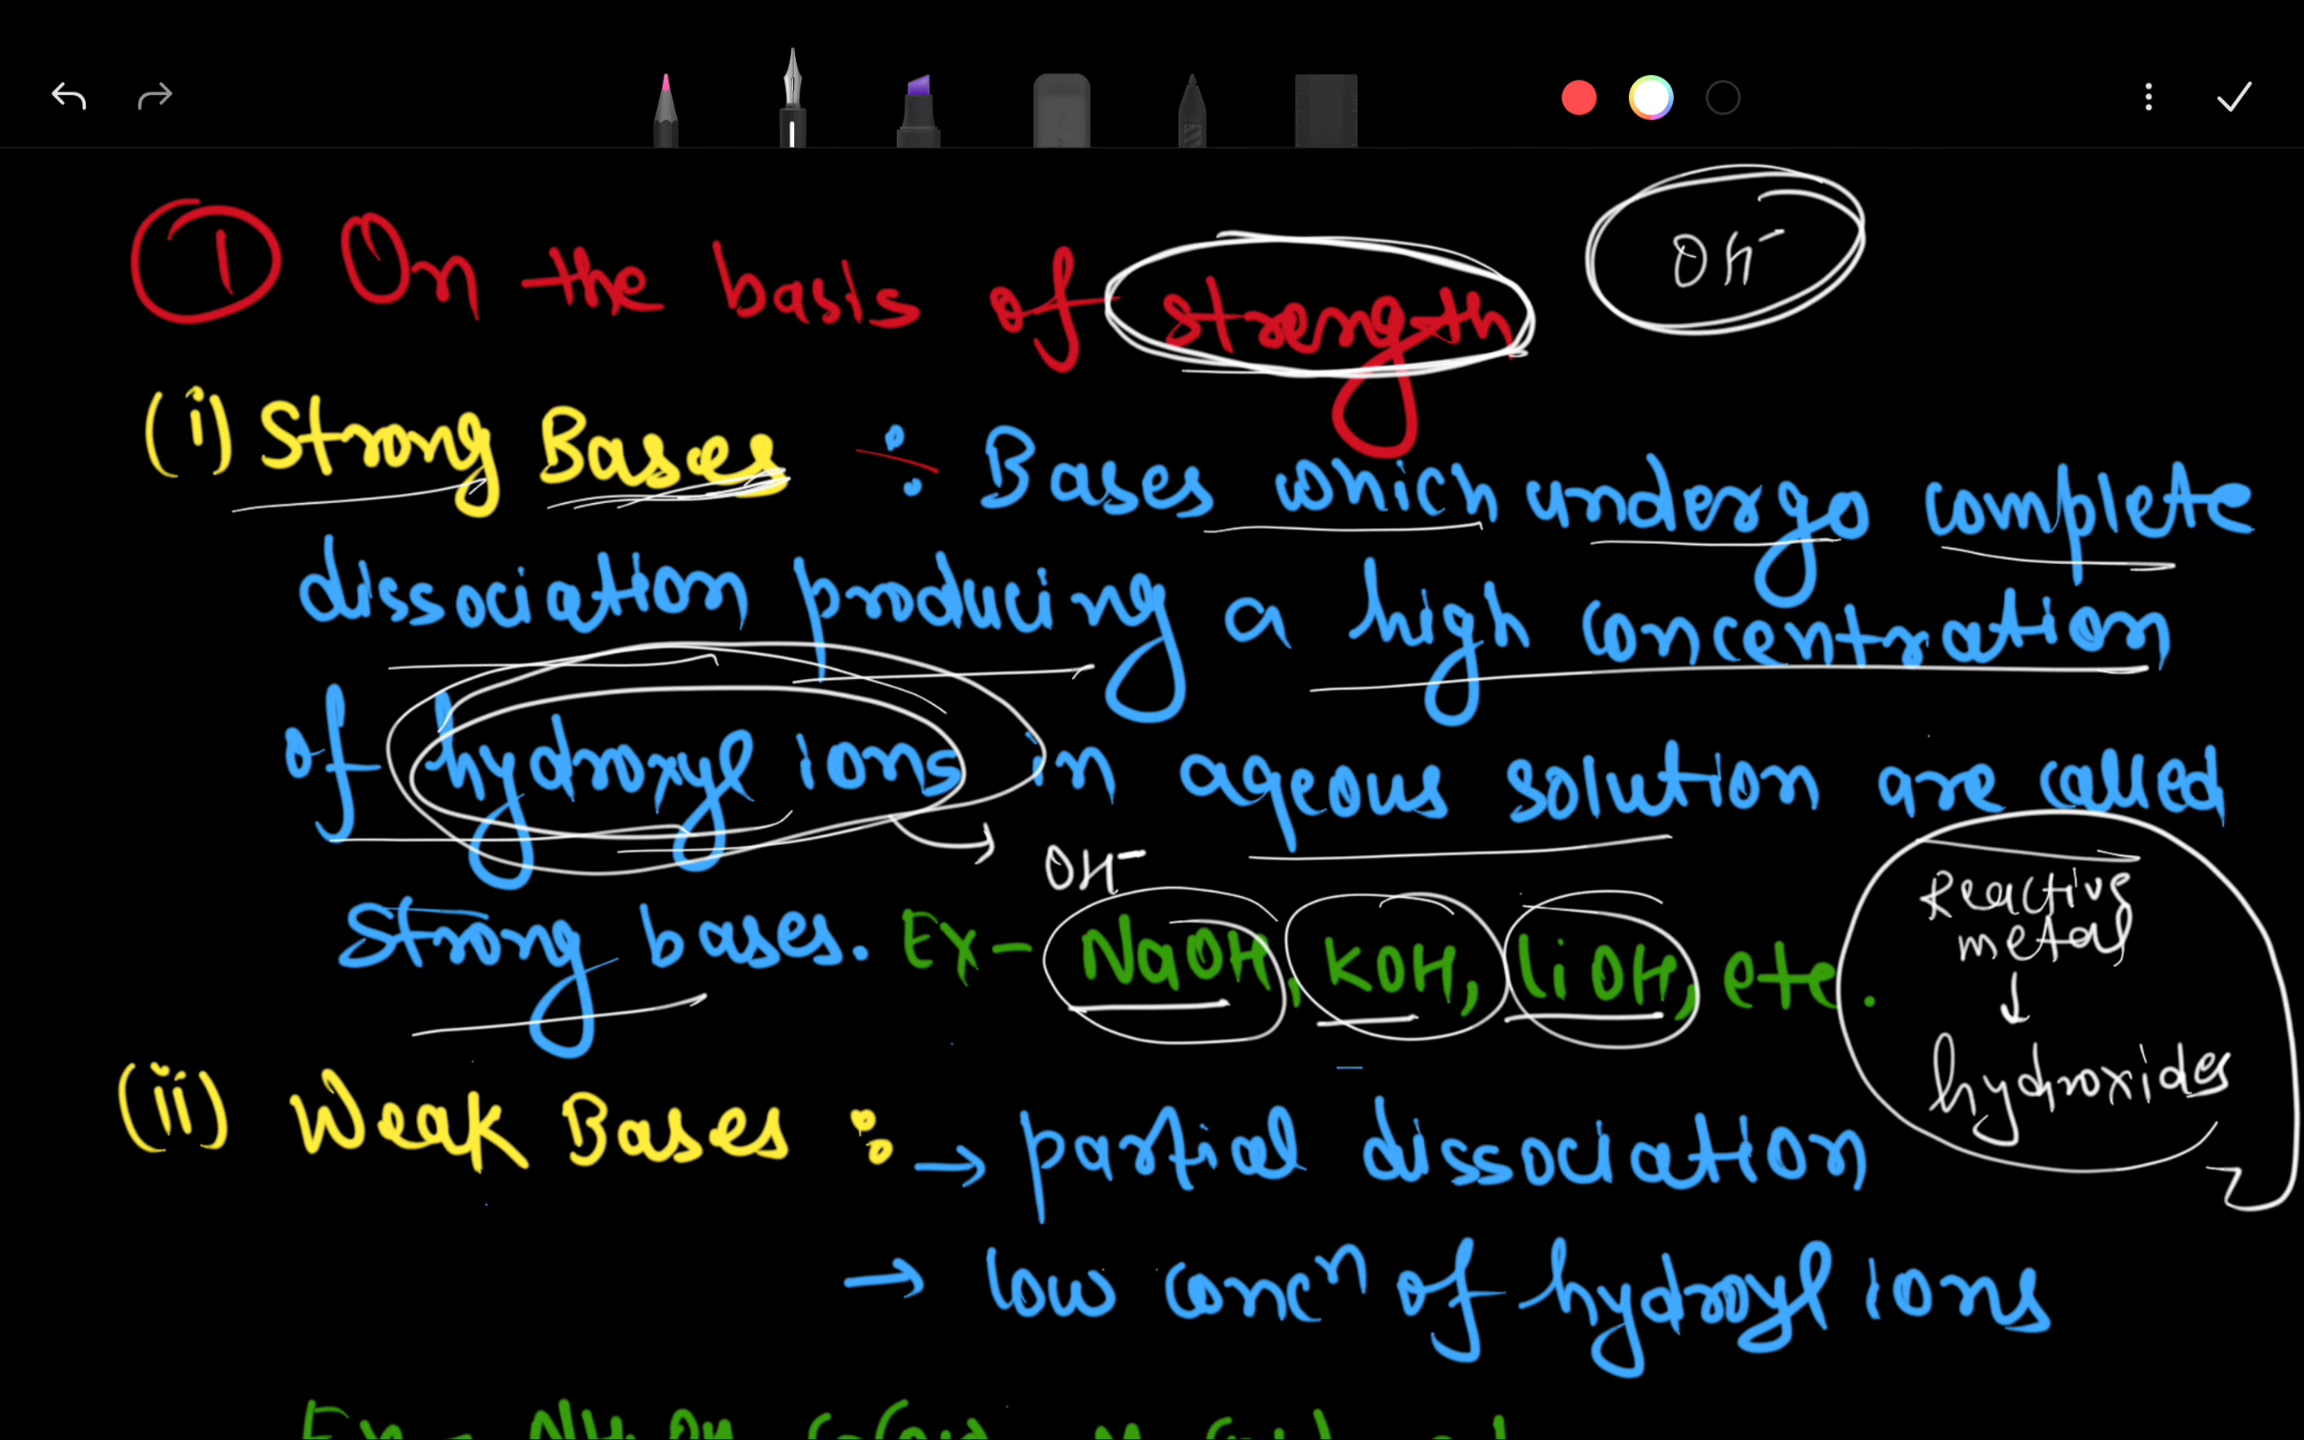 OH⁻
① On the basis of strength
(i) Strong Bases ÷ Bases which undergo complete
dissociation producing a high concentration
of hydroxyl ions in aqeous solution are called
OH⁻
Strong bases. Ex- NaOH, KOH, LiOH, etc.
Reactive
metal
↓
hydroxides
(ii) Weak Bases : → partial dissociation
→ low concⁿ of hydroxyl ions
Ex -